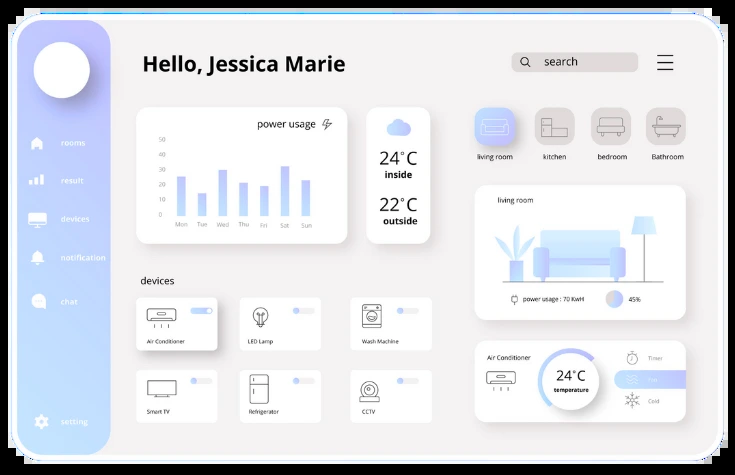 Hello, Jessica Marie
search
rooms
result
devices
notification
chat
setting
power usage
50
40
30
20
10
0
Mon Tue Wed Thu Fri Sat Sun
24°C
inside
22°C
outside
living room
kitchen
bedroom
Bathroom
living room
power usage : 70 KwH
45%
devices
Air Conditioner
LED Lamp
Wash Machine
Smart TV
Refrigerator
CCTV
Air Conditioner
24°C
temperature
Timer
Cold